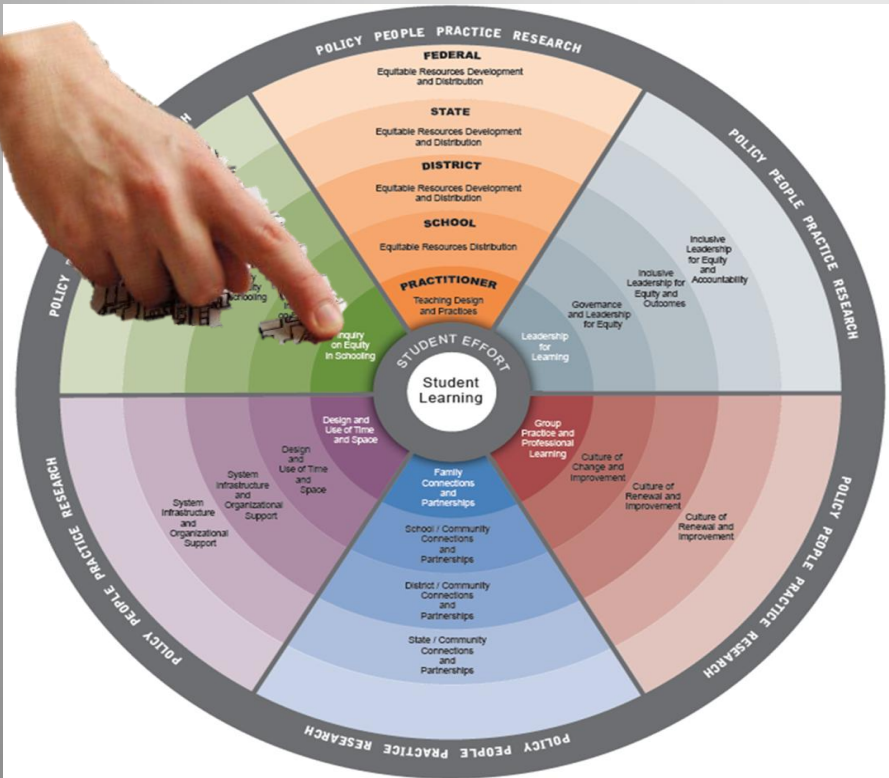 POLICY PEOPLE PRACTICE RESEARCH
FEDERAL
Equitable Resources Development
and Distribution
STATE
Equitable Resources Development
and Distribution
DISTRICT
Equitable Resources Development
and Distribution
SCHOOL
Equitable Resources Distribution
PRACTITIONER
Teaching Design
and Practices
POLICY PEOPLE PRACTICE RESEARCH
Inclusive
Leadership
for Equity
and
Accountability
Inclusive
Leadership for
Equity and
Outcomes
Governance
and Leadership
for Equity
Leadership
for
Learning
STUDENT EFFORT
Student
Learning
Inquiry
on Equity
In Schooling
POLICY
Design and
Use of Time
and Space
Design
and
Use of Time
and
Space
System
Infrastructure
and
Organizational
Support
System
Infrastructure
and
Organizational
Support
POLICY PEOPLE PRACTICE RESEARCH
Group
Practice and
Professional
Learning
Culture of
Change and
Improvement
Culture of
Renewal and
Improvement
Culture of
Renewal and
Improvement
POLICY PEOPLE PRACTICE RESEARCH
Family
Connections
and
Partnerships
School / Community
Connections
and
Partnerships
District / Community
Connections
and
Partnerships
State / Community
Connections
and
Partnerships
POLICY PEOPLE PRACTICE RESEARCH